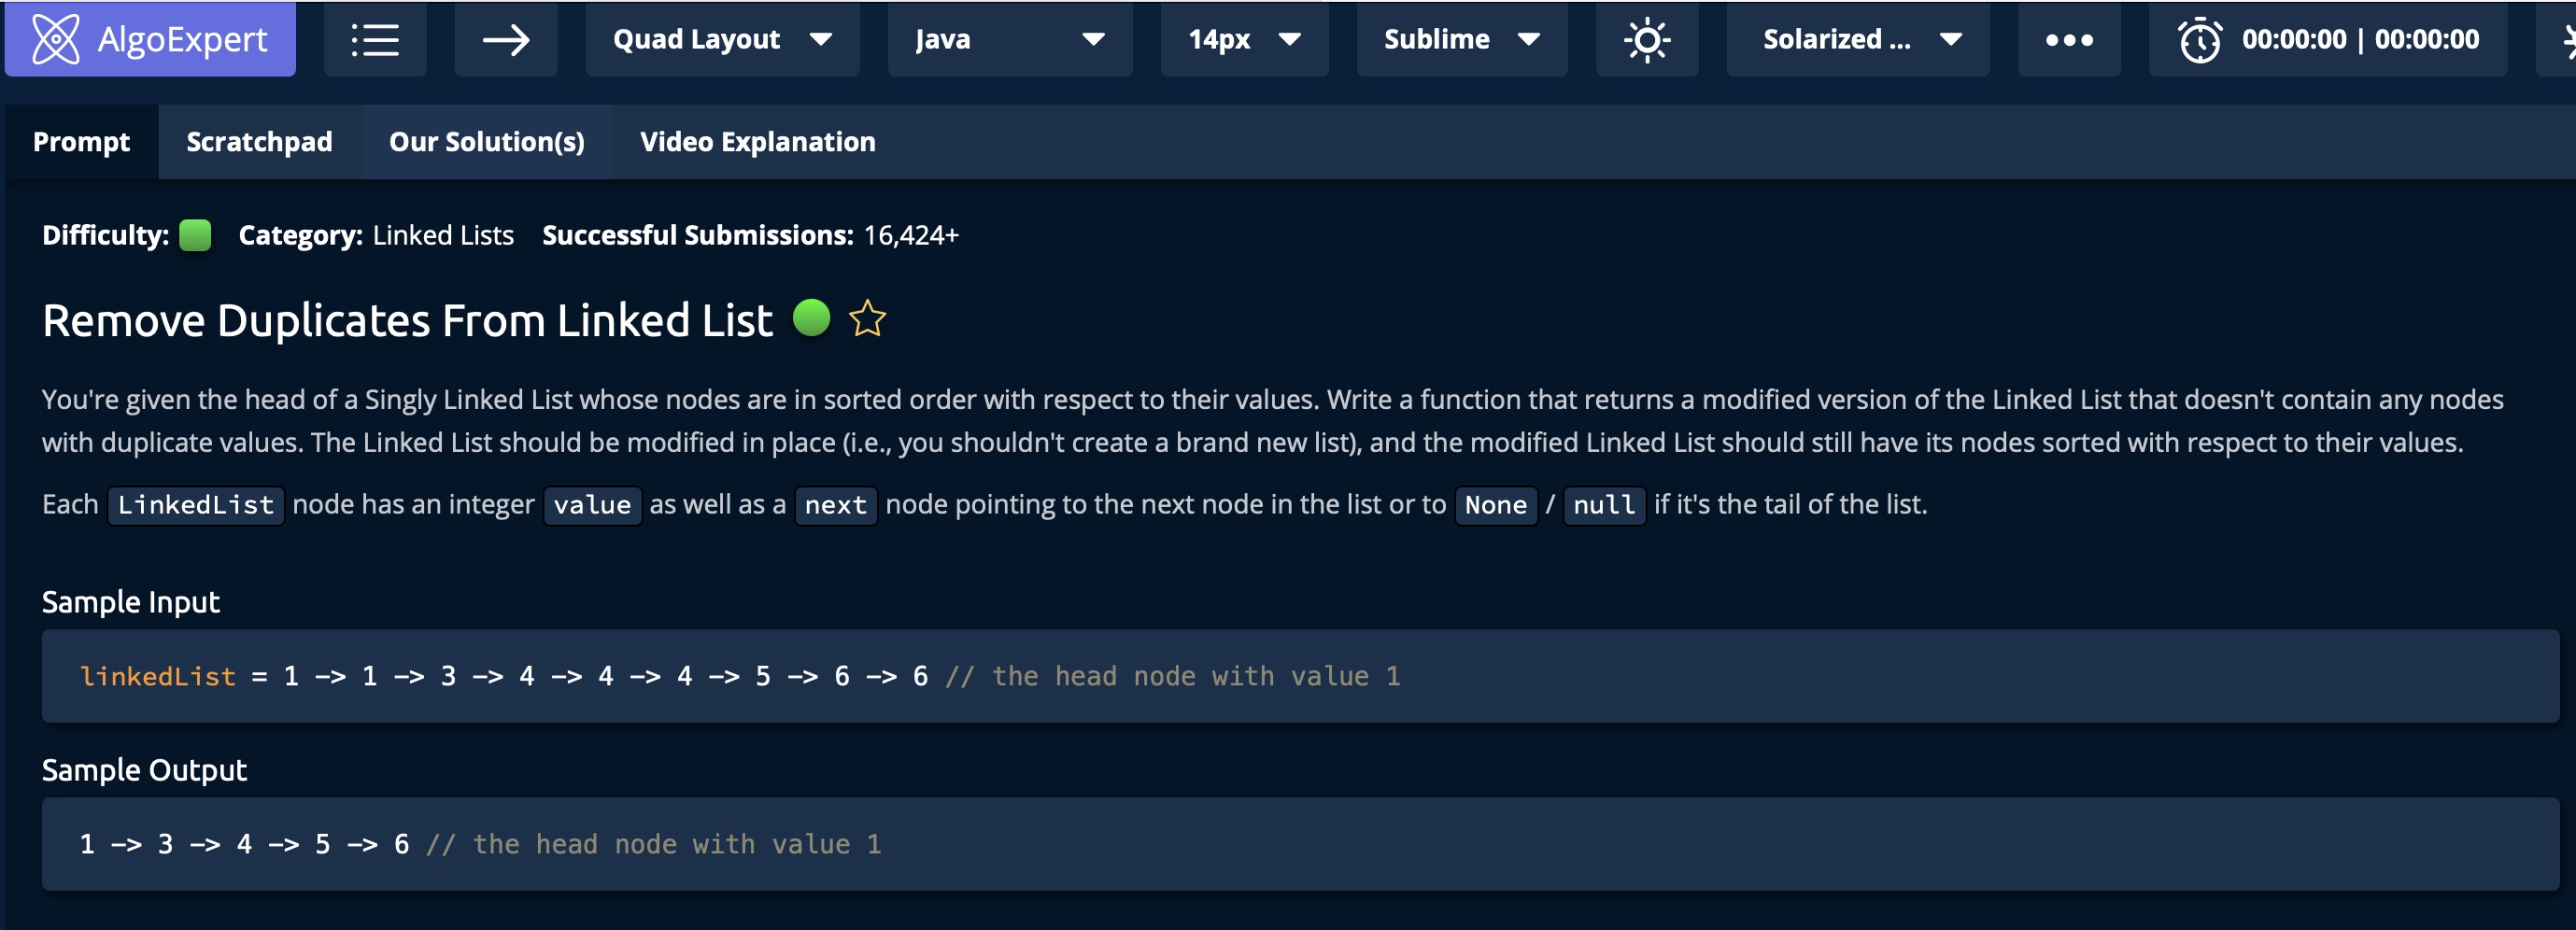 AlgoExpert Quad Layout Java 14px Sublime Solarized ... 00:00:00 | 00:00:00
Prompt Scratchpad Our Solution(s) Video Explanation
Difficulty: Category: Linked Lists Successful Submissions: 16,424+
Remove Duplicates From Linked List
You're given the head of a Singly Linked List whose nodes are in sorted order with respect to their values. Write a function that returns a modified version of the Linked List that doesn't contain any nodes
with duplicate values. The Linked List should be modified in place (i.e., you shouldn't create a brand new list), and the modified Linked List should still have its nodes sorted with respect to their values.
Each LinkedList node has an integer value as well as a next node pointing to the next node in the list or to None / null if it's the tail of the list.
Sample Input
linkedList = 1 -> 1 -> 3 -> 4 -> 4 -> 4 -> 5 -> 6 -> 6 // the head node with value 1
Sample Output
1 -> 3 -> 4 -> 5 -> 6 // the head node with value 1